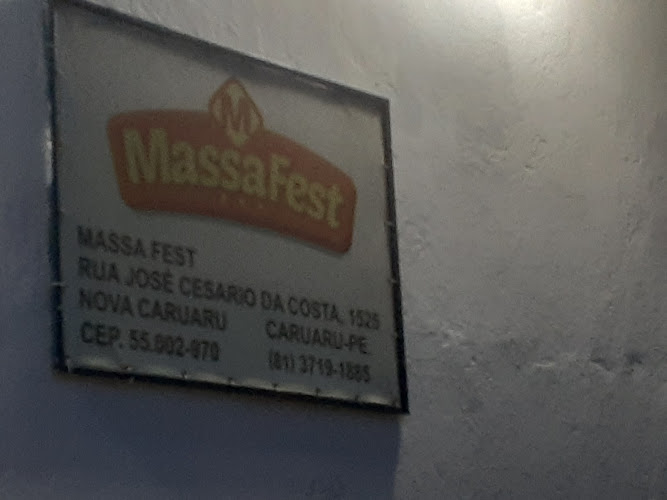 M
MassaFest
MASSA FEST
RUA JOSÉ CESARIO DA COSTA, 1525
NOVA CARUARU CARUARU-PE.
CEP. 55.002-970 (81) 3719-1885